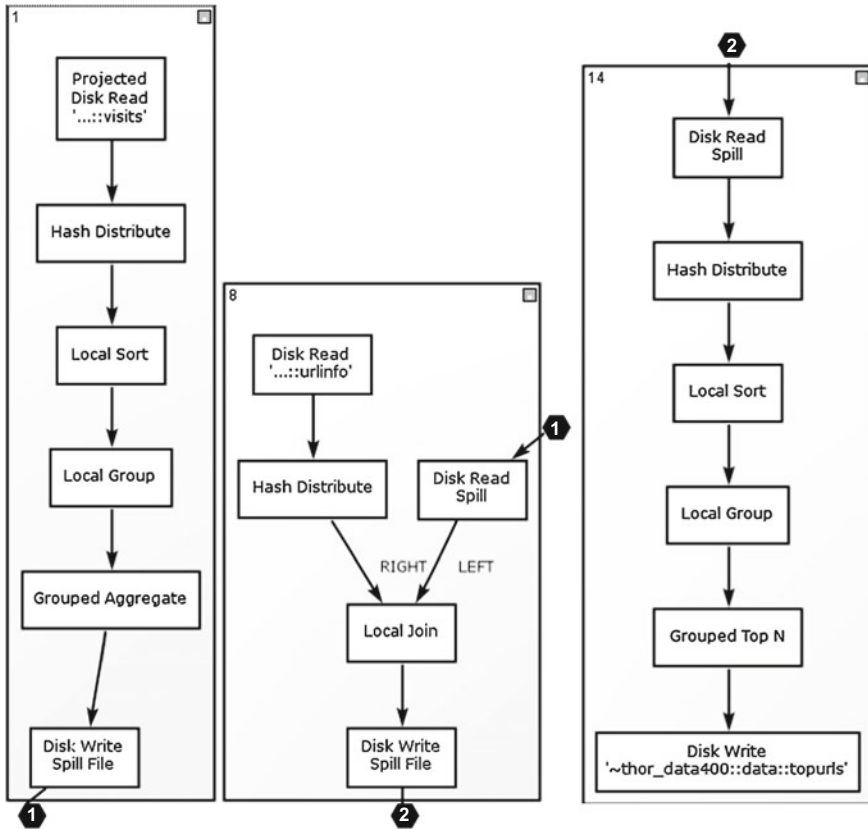 1
Projected
Disk Read
'...::visits'
Hash Distribute
Local Sort
Local Group
Grouped Aggregate
Disk Write
Spill File
1
8
Disk Read
'...::urlinfo'
1
Hash Distribute
Disk Read
Spill
RIGHT
LEFT
Local Join
Disk Write
Spill File
2
2
14
Disk Read
Spill
Hash Distribute
Local Sort
Local Group
Grouped Top N
Disk Write
'~thor_data400::data::topurls'